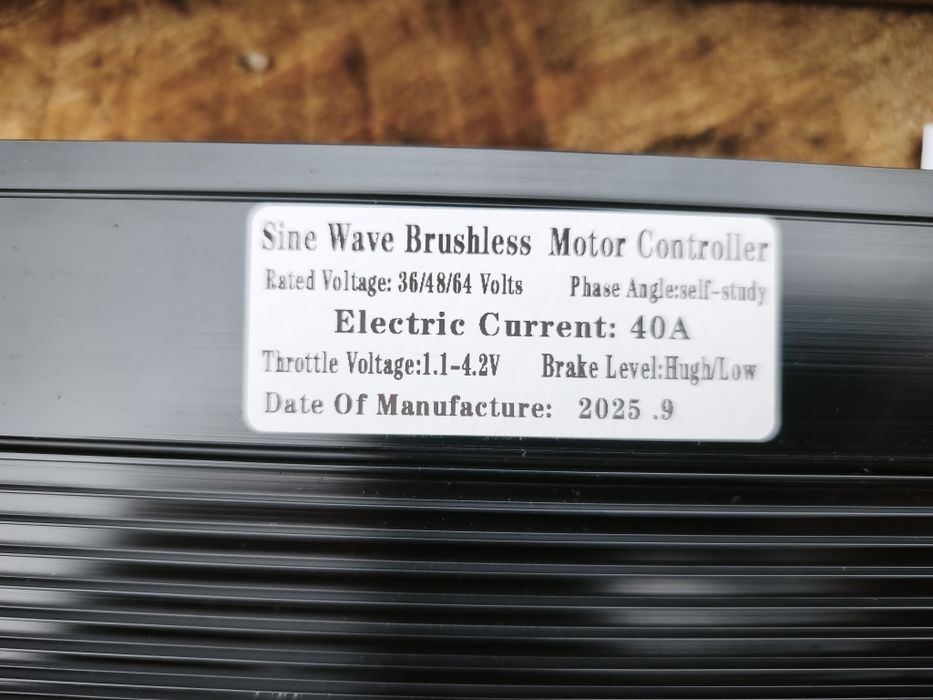 Sine Wave Brushless Motor Controller
Rated Voltage: 36/48/64 Volts Phase Angle:self-study
Electric Current: 40A
Throttle Voltage:1.1-4.2V Brake Level:Hugh/Low
Date Of Manufacture: 2025 .9